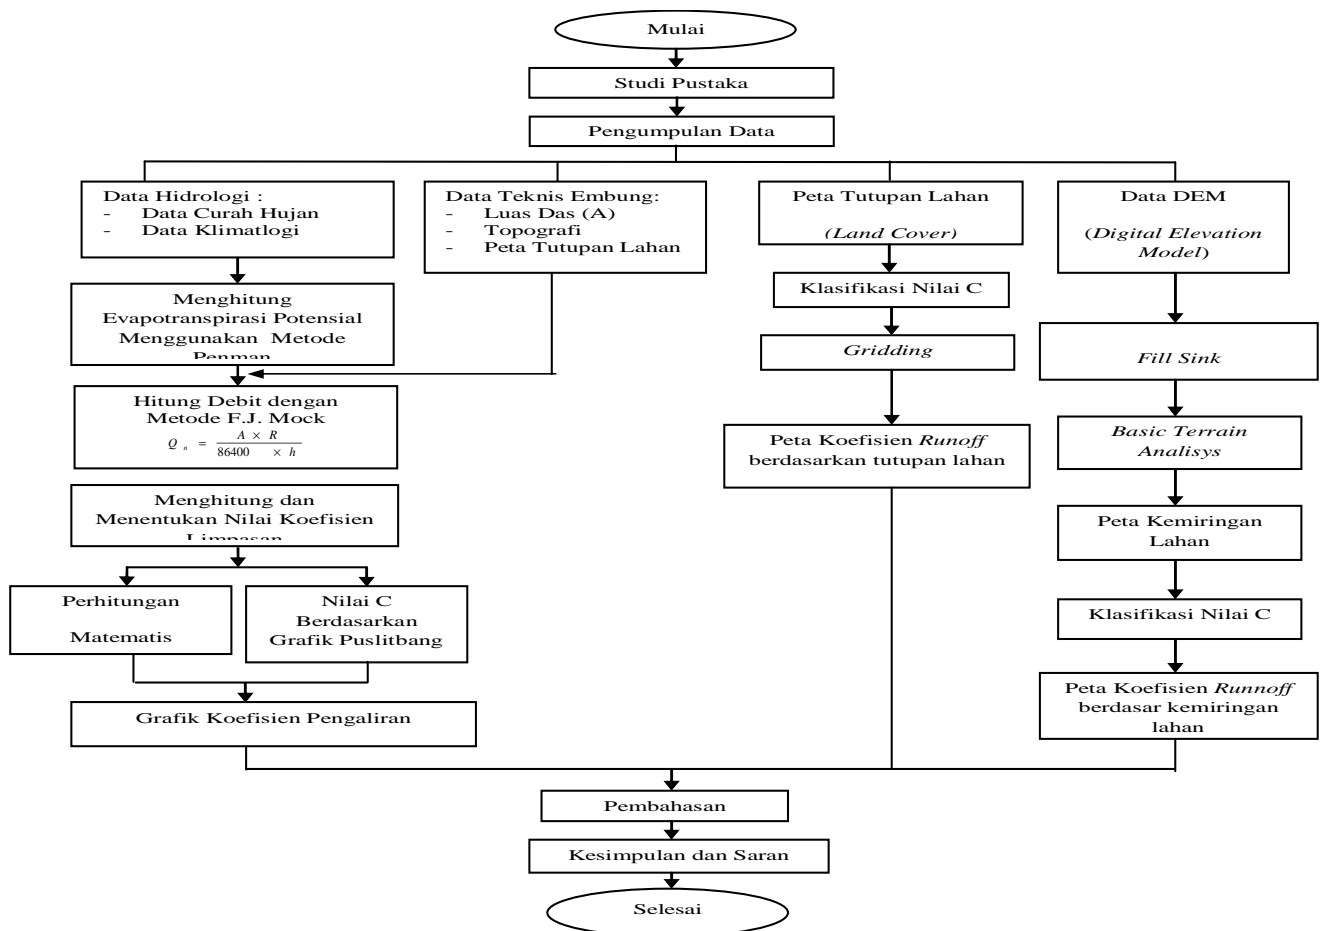 Mulai
Studi Pustaka
Pengumpulan Data
Data Hidrologi :
- Data Curah Hujan
- Data Klimatlogi
Data Teknis Embung:
- Luas Das (A)
- Topografi
- Peta Tutupan Lahan
Peta Tutupan Lahan
(Land Cover)
Data DEM
(Digital Elevation
Model)
Menghitung
Evapotranspirasi Potensial
Menggunakan Metode
Penman
Klasifikasi Nilai C
Gridding
Fill Sink
Hitung Debit dengan
Metode F.J. Mock
Q n = A × R / 86400 × h
Peta Koefisien Runoff
berdasarkan tutupan lahan
Basic Terrain
Analisys
Menghitung dan
Menentukan Nilai Koefisien
Limpasan
Peta Kemiringan
Lahan
Perhitungan
Matematis
Nilai C
Berdasarkan
Grafik Puslitbang
Klasifikasi Nilai C
Grafik Koefisien Pengaliran
Peta Koefisien Runnoff
berdasar kemiringan
lahan
Pembahasan
Kesimpulan dan Saran
Selesai